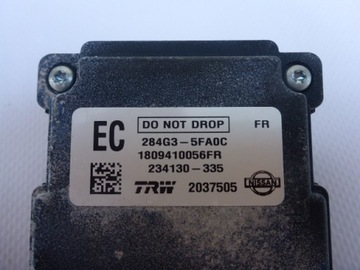 EC
DO NOT DROP
FR
284G3-5FA0C
1809410056FR
234130-335
TRW
2037505
NISSAN